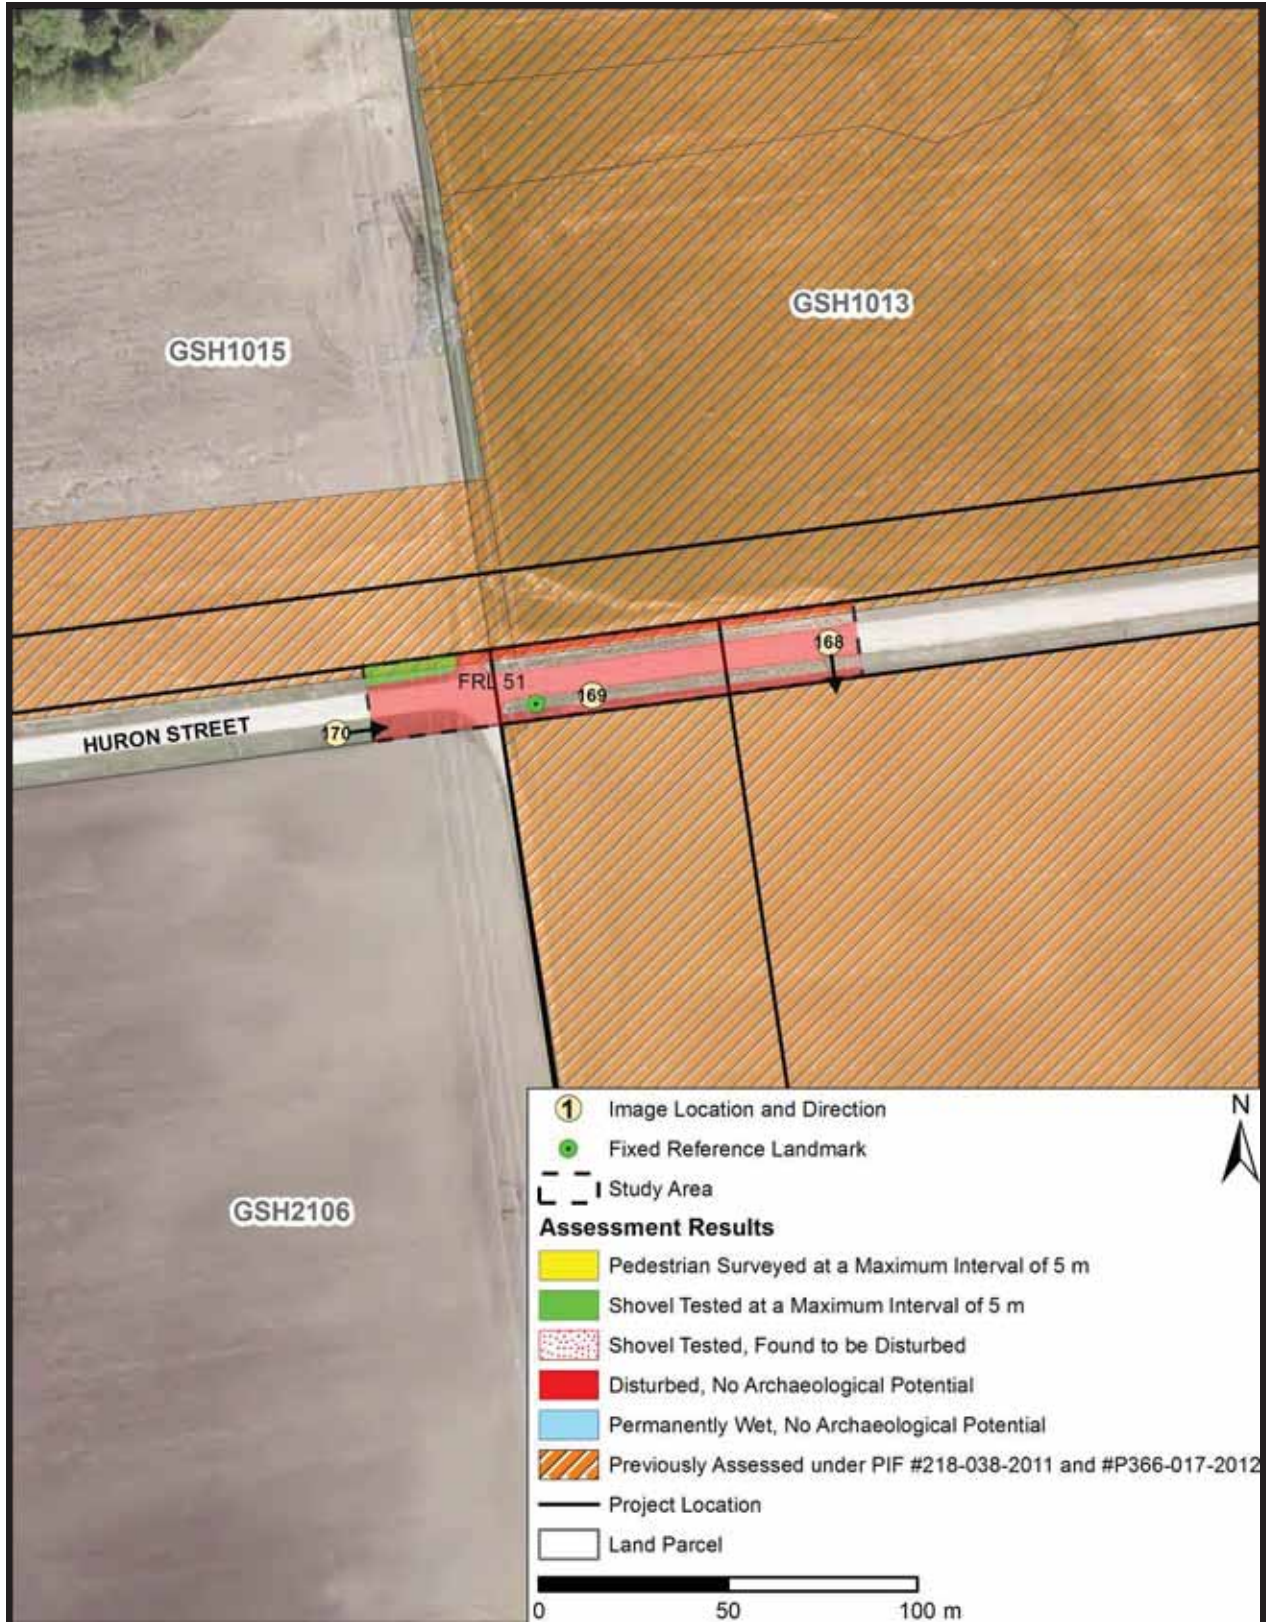 GSH1013
GSH1015
168
FRL 51
169
170
HURON STREET
GSH2106
N
1 Image Location and Direction
Fixed Reference Landmark
Study Area
Assessment Results
Pedestrian Surveyed at a Maximum Interval of 5 m
Shovel Tested at a Maximum Interval of 5 m
Shovel Tested, Found to be Disturbed
Disturbed, No Archaeological Potential
Permanently Wet, No Archaeological Potential
Previously Assessed under PIF #218-038-2011 and #P366-017-2012
Project Location
Land Parcel
0 50 100 m